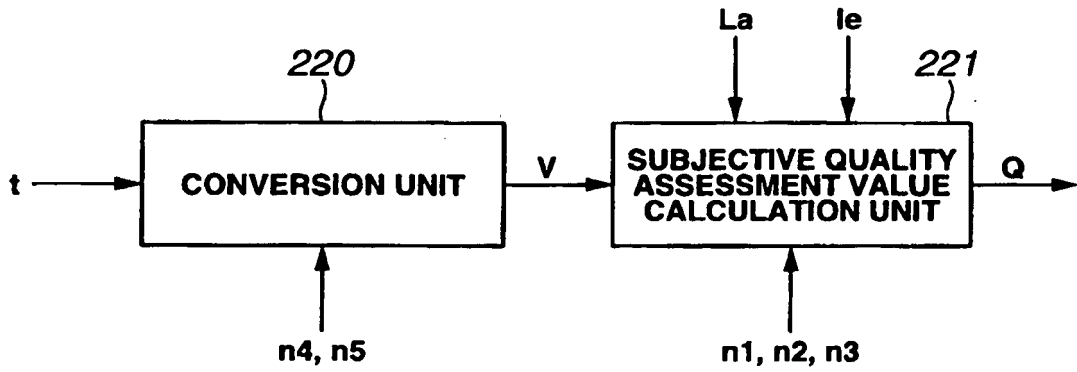 La
Ie
220
221
t
CONVERSION UNIT
V
SUBJECTIVE QUALITY
ASSESSMENT VALUE
CALCULATION UNIT
Q
n4, n5
n1, n2, n3